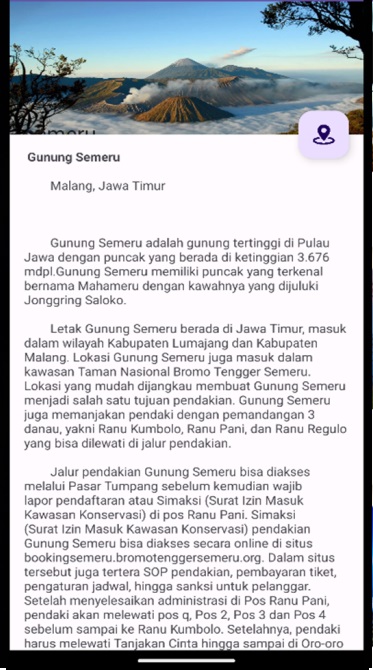 semeru
Gunung Semeru
Malang, Jawa Timur
Gunung Semeru adalah gunung tertinggi di Pulau
Jawa dengan puncak yang berada di ketinggian 3.676
mdpl.Gunung Semeru memiliki puncak yang terkenal
bernama Mahameru dengan kawahnya yang dijuluki
Jonggring Saloko.
Letak Gunung Semeru berada di Jawa Timur, masuk
dalam wilayah Kabupaten Lumajang dan Kabupaten
Malang. Lokasi Gunung Semeru juga masuk dalam
kawasan Taman Nasional Bromo Tengger Semeru.
Lokasi yang mudah dijangkau membuat Gunung Semeru
menjadi salah satu tujuan pendakian. Gunung Semeru
juga memanjakan pendaki dengan pemandangan 3
danau, yakni Ranu Kumbolo, Ranu Pani, dan Ranu Regulo
yang bisa dilewati di jalur pendakian.
Jalur pendakian Gunung Semeru bisa diakses
melalui Pasar Tumpang sebelum kemudian wajib
lapor pendaftaran atau Simaksi (Surat Izin Masuk
Kawasan Konservasi) di pos Ranu Pani. Simaksi
(Surat Izin Masuk Kawasan Konservasi) pendakian
Gunung Semeru bisa diakses secara online di situs
bookingsemeru.bromotenggersemeru.org. Dalam situs
tersebut juga tertera SOP pendakian, pembayaran tiket,
pengaturan jadwal, hingga sanksi untuk pelanggar.
Setelah menyelesaikan administrasi di Pos Ranu Pani,
pendaki akan melewati pos q, Pos 2, Pos 3 dan Pos 4
sebelum sampai ke Ranu Kumbolo. Setelahnya, pendaki
harus melewati Tanjakan Cinta hingga sampai di Oro-oro